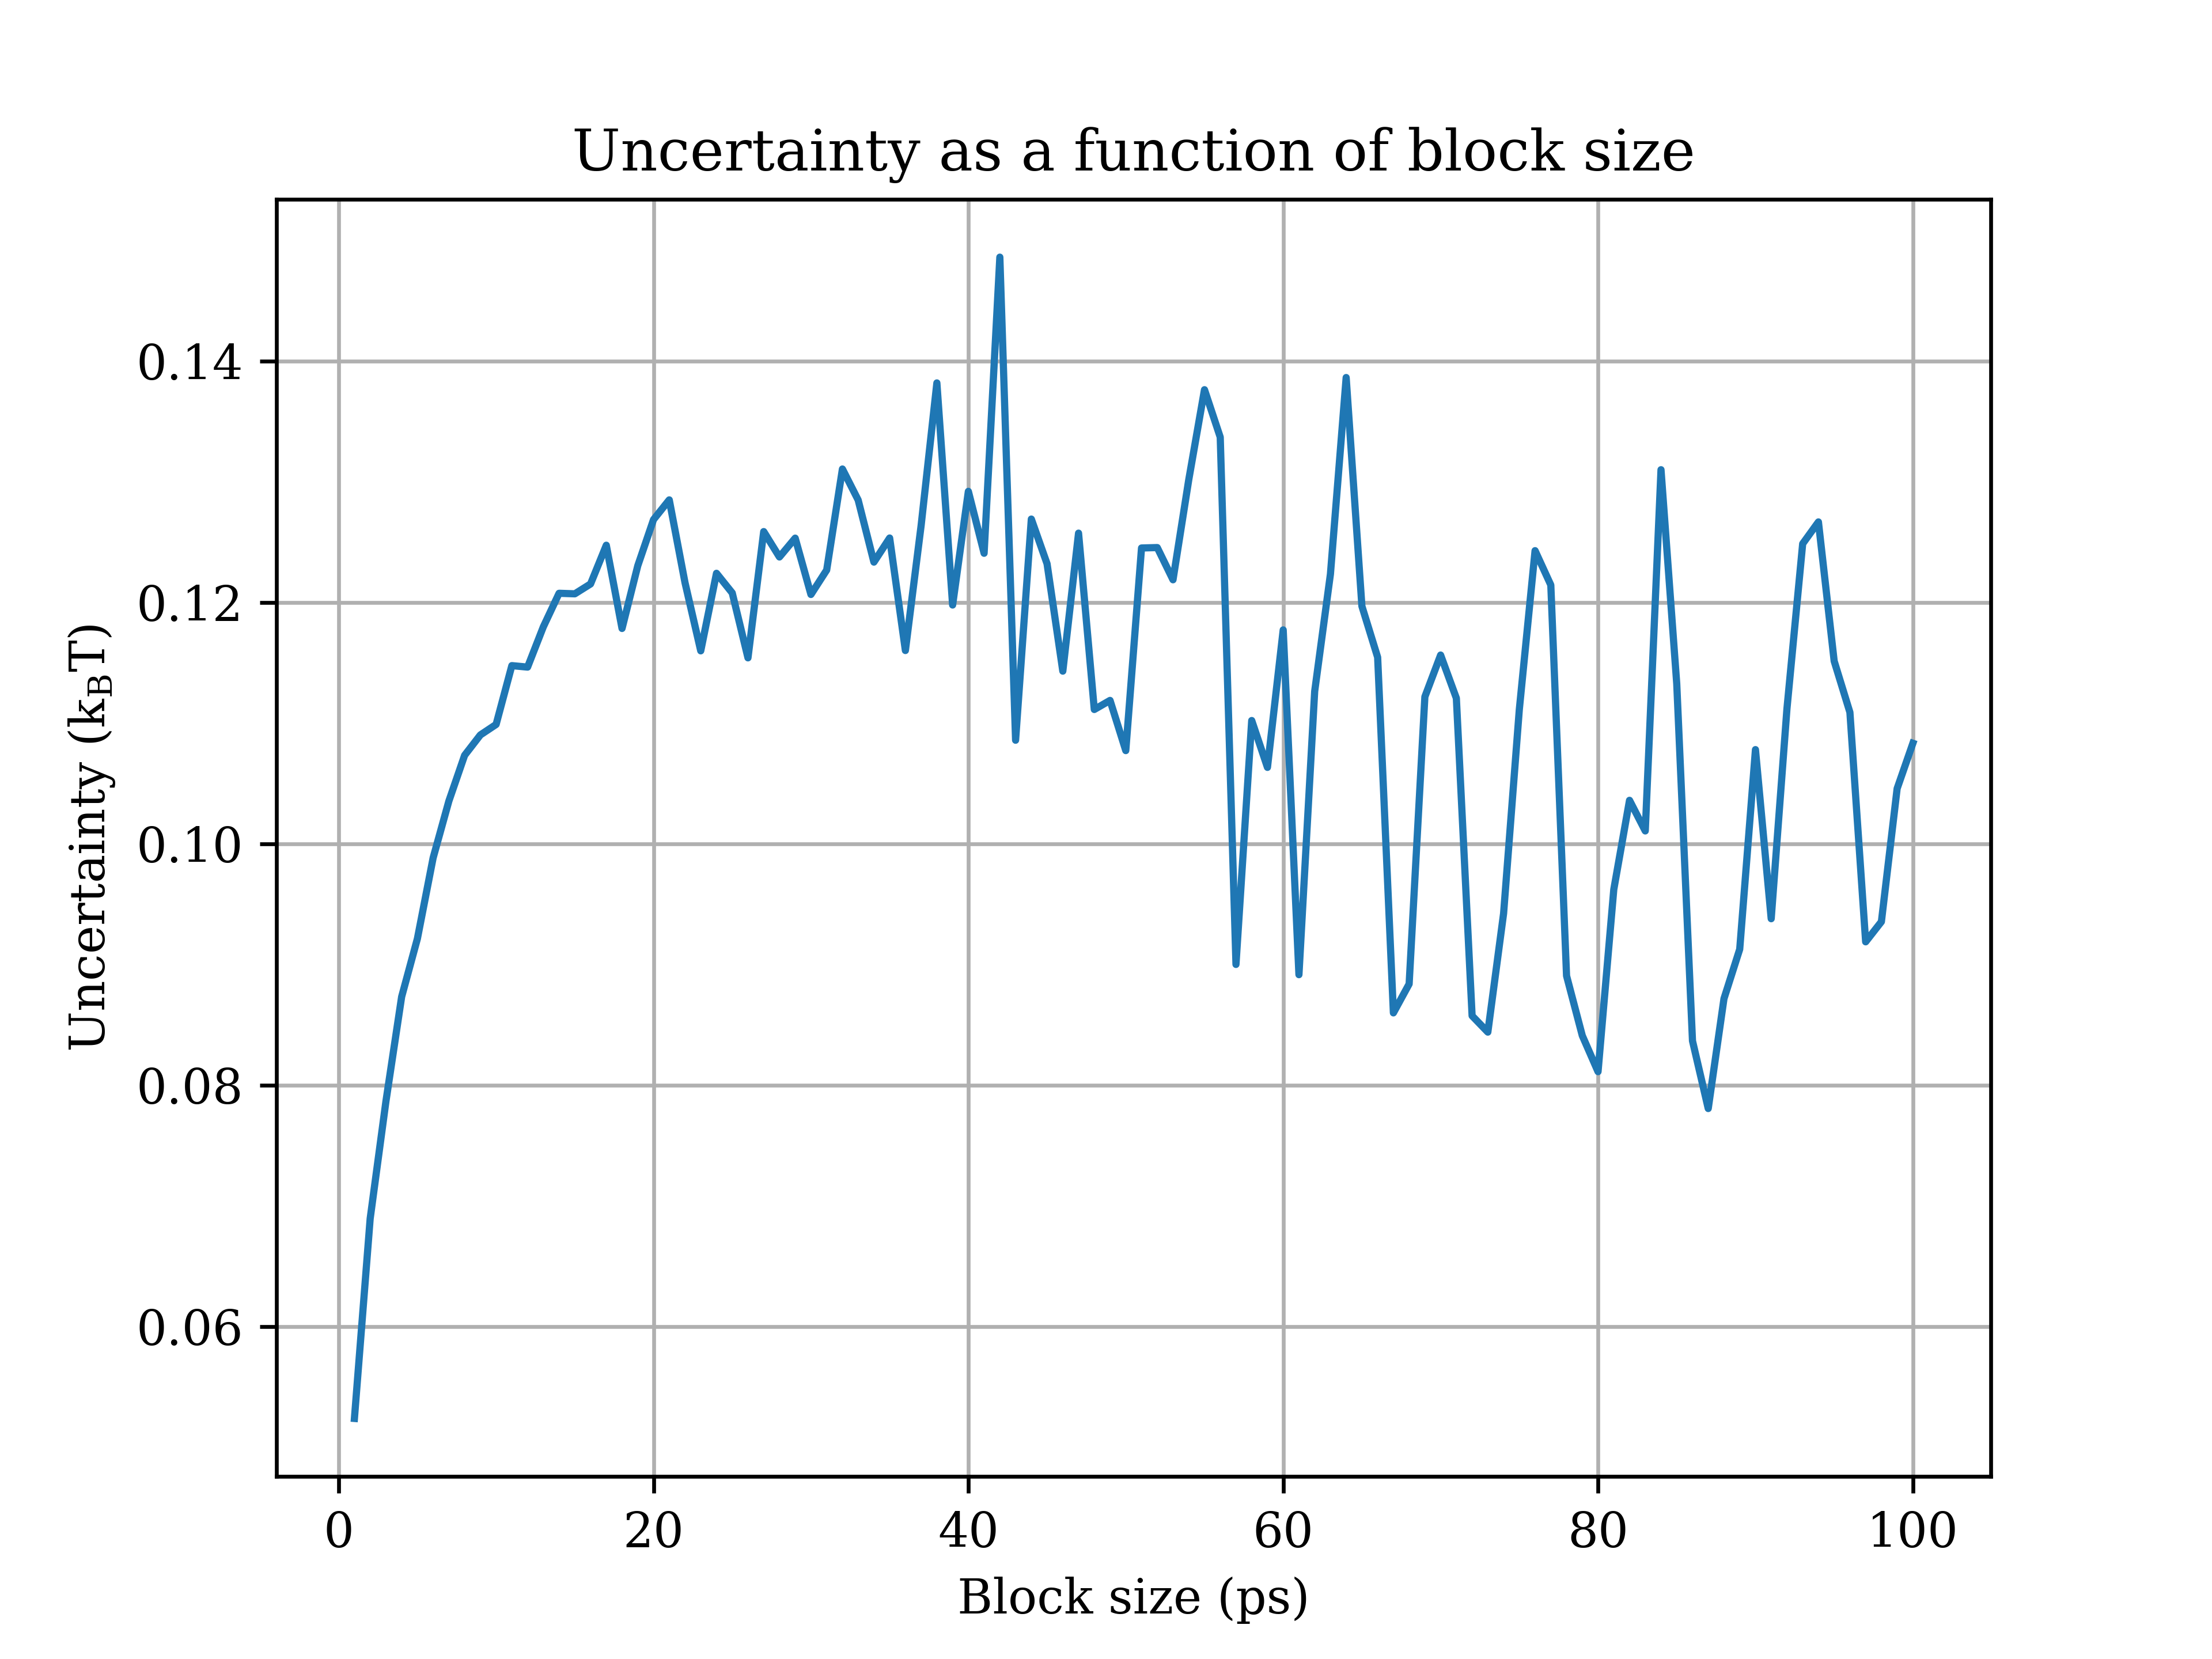 Uncertainty as a function of block size
Uncertainty (k_B T)
0.14
0.12
0.10
0.08
0.06
0 20 40 60 80 100
Block size (ps)